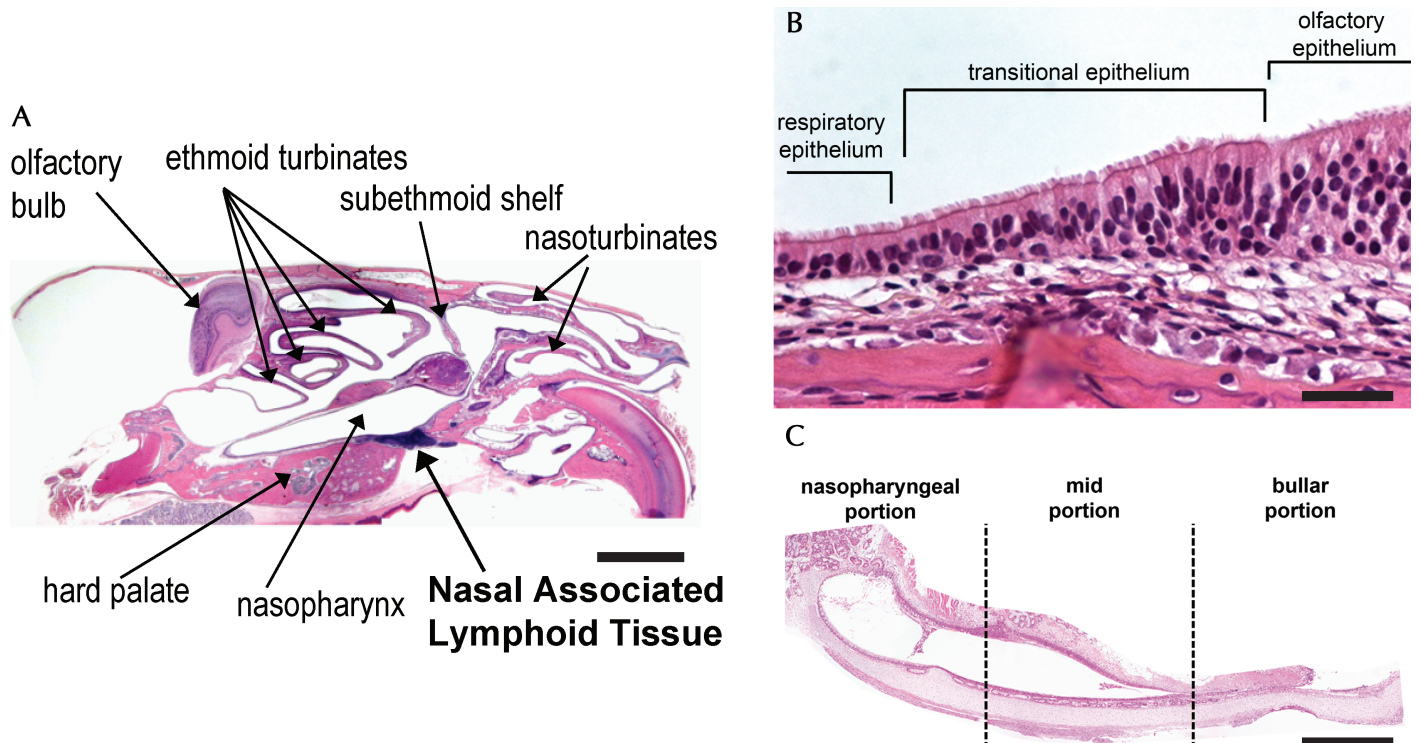 A
olfactory
bulb
ethmoid turbinates
subethmoid shelf
nasoturbinates
hard palate
nasopharynx
Nasal Associated
Lymphoid Tissue
B
respiratory
epithelium
transitional epithelium
olfactory
epithelium
C
nasopharyngeal
portion
mid
portion
bullar
portion